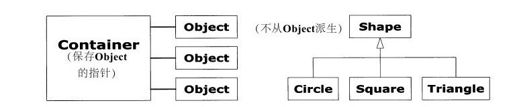 Container
(保存Object
的指针)
Object
Object
Object
(不从Object派生)
Shape
Circle
Square
Triangle